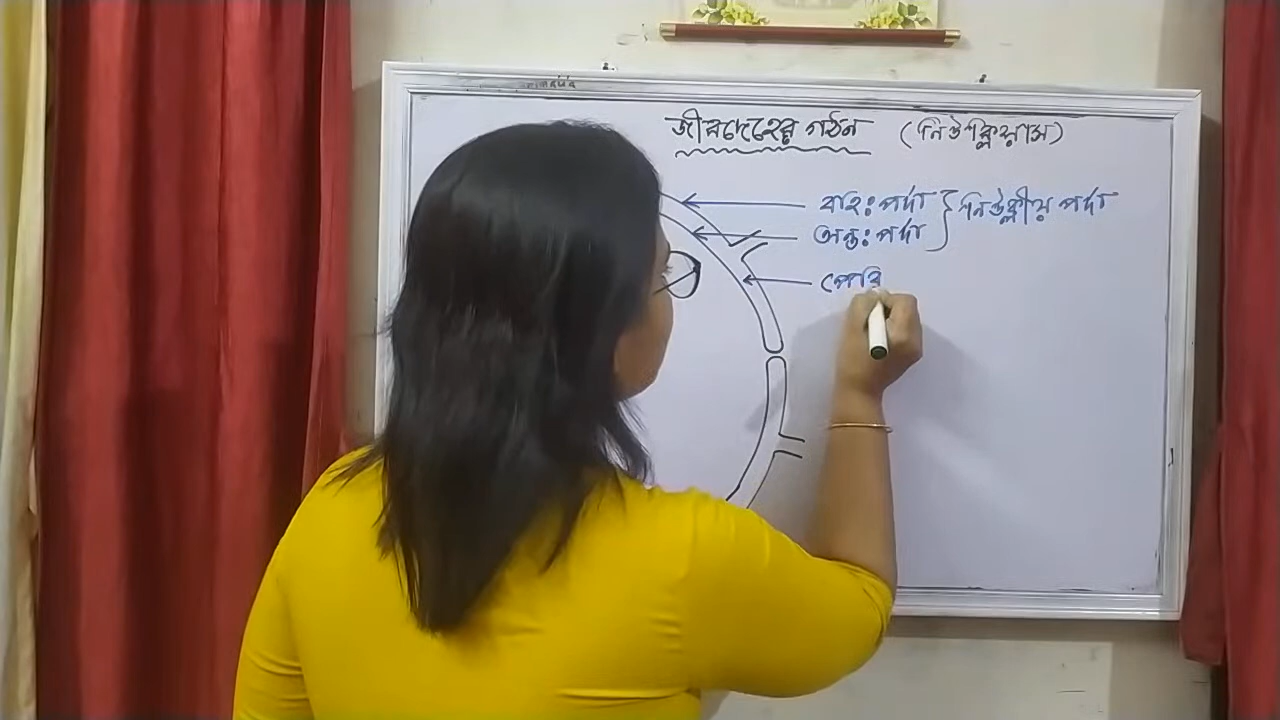 জীবদেহের গঠন (নিউক্লিয়াস)
বহিঃপর্দা } নিউক্লীয় পর্দা
অন্তঃপর্দা
পেরি